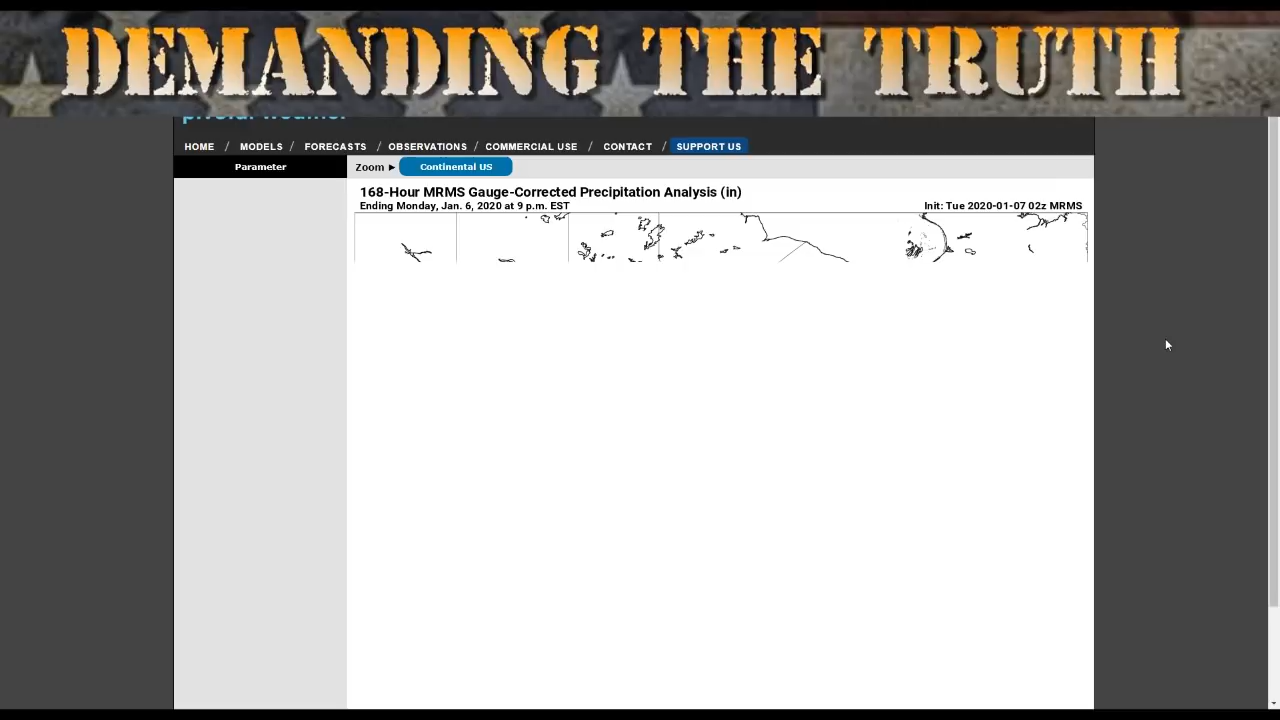 DEMANDING THE TRUTH
pivotal weather
HOME / MODELS / FORECASTS / OBSERVATIONS / COMMERCIAL USE / CONTACT / SUPPORT US
Parameter
Zoom ► Continental US
168-Hour MRMS Gauge-Corrected Precipitation Analysis (in)
Ending Monday, Jan. 6, 2020 at 9 p.m. EST
Init: Tue 2020-01-07 02z MRMS